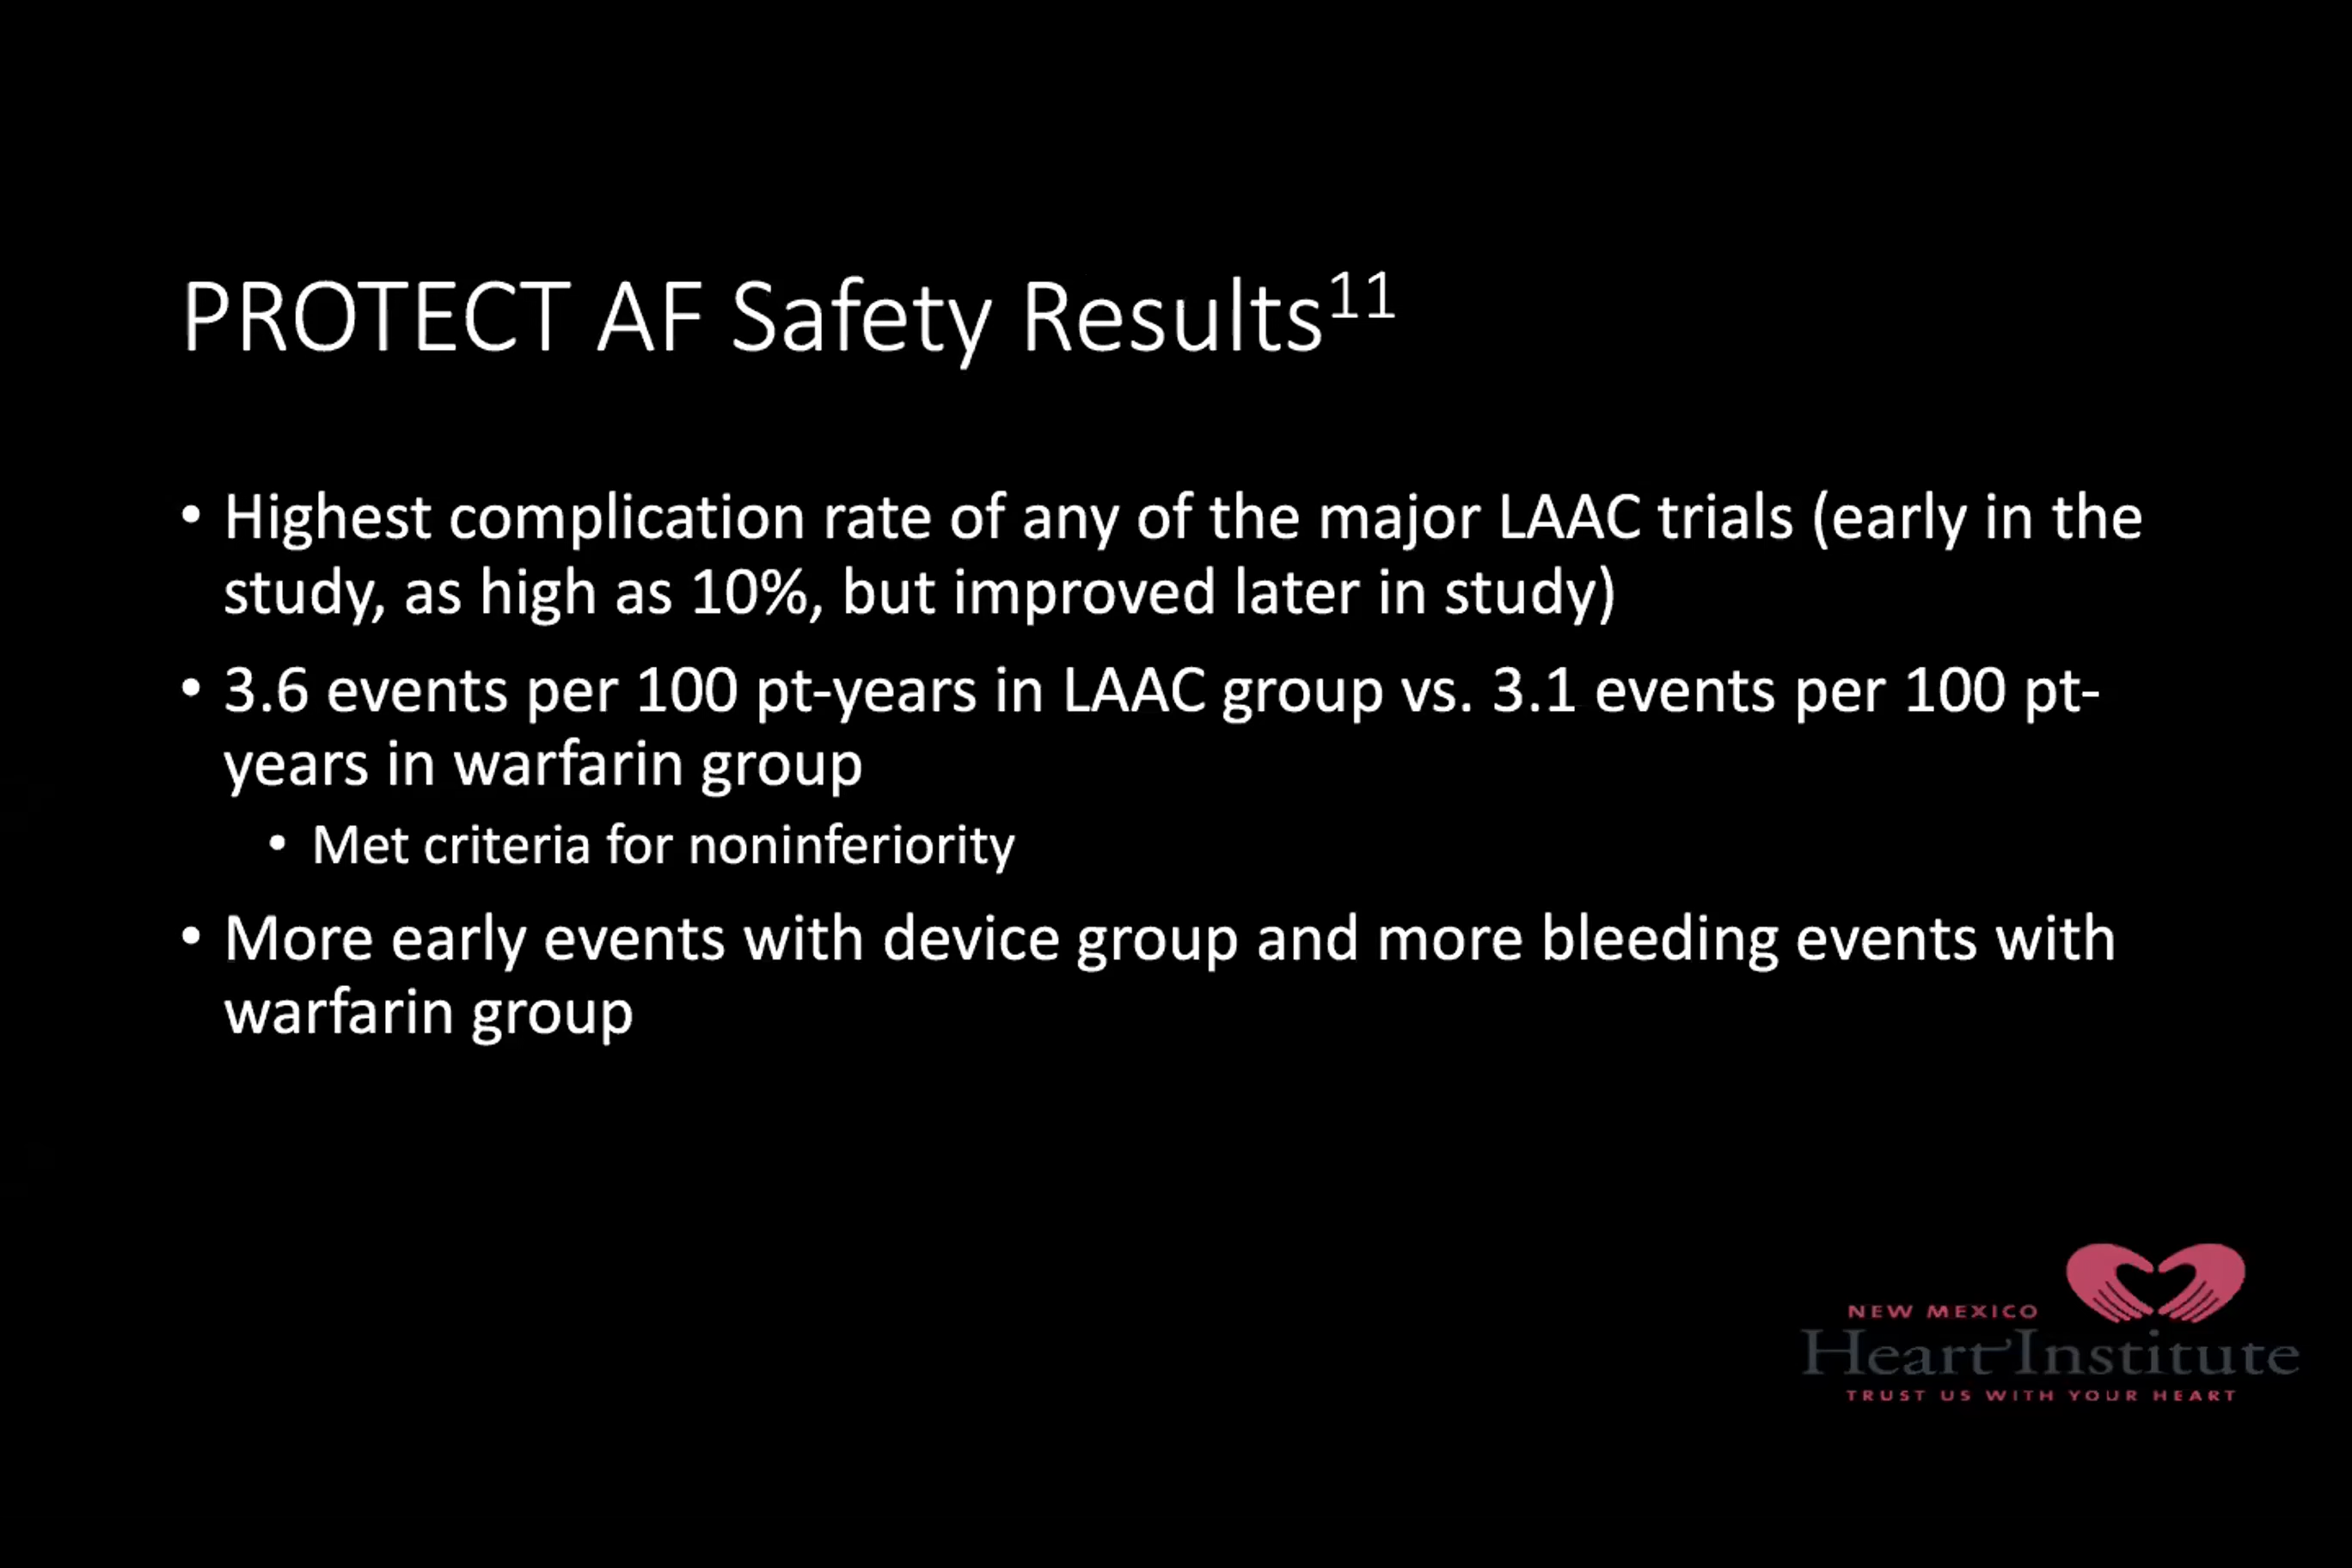 PROTECT AF Safety Results¹¹
• Highest complication rate of any of the major LAAC trials (early in the
study, as high as 10%, but improved later in study)
• 3.6 events per 100 pt-years in LAAC group vs. 3.1 events per 100 pt-
years in warfarin group
• Met criteria for noninferiority
• More early events with device group and more bleeding events with
warfarin group
NEW MEXICO
Heart Institute
TRUST US WITH YOUR HEART